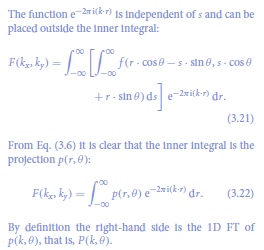 The function e^{-2πi(k·r)} is independent of s and can be
placed outside the inner integral:
F(k_x, k_y) = ∫_{-∞}^{∞} [ ∫_{-∞}^{∞} f(r · cos θ − s · sin θ, s · cos θ
+ r · sin θ) ds ] e^{-2πi(k·r)} dr.
(3.21)
From Eq. (3.6) it is clear that the inner integral is the
projection p(r, θ):
F(k_x, k_y) = ∫_{-∞}^{∞} p(r, θ) e^{-2πi(k·r)} dr. (3.22)
By definition the right-hand side is the 1D FT of
p(k, θ), that is, P(k, θ).